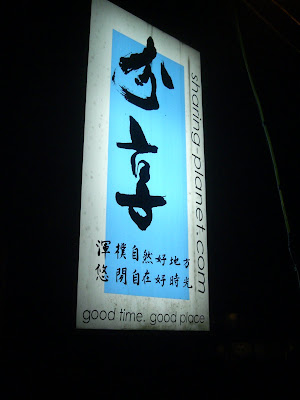 享
渾樸自然好地方
悠閒自在好時光
sharing-planet.com
good time. good place